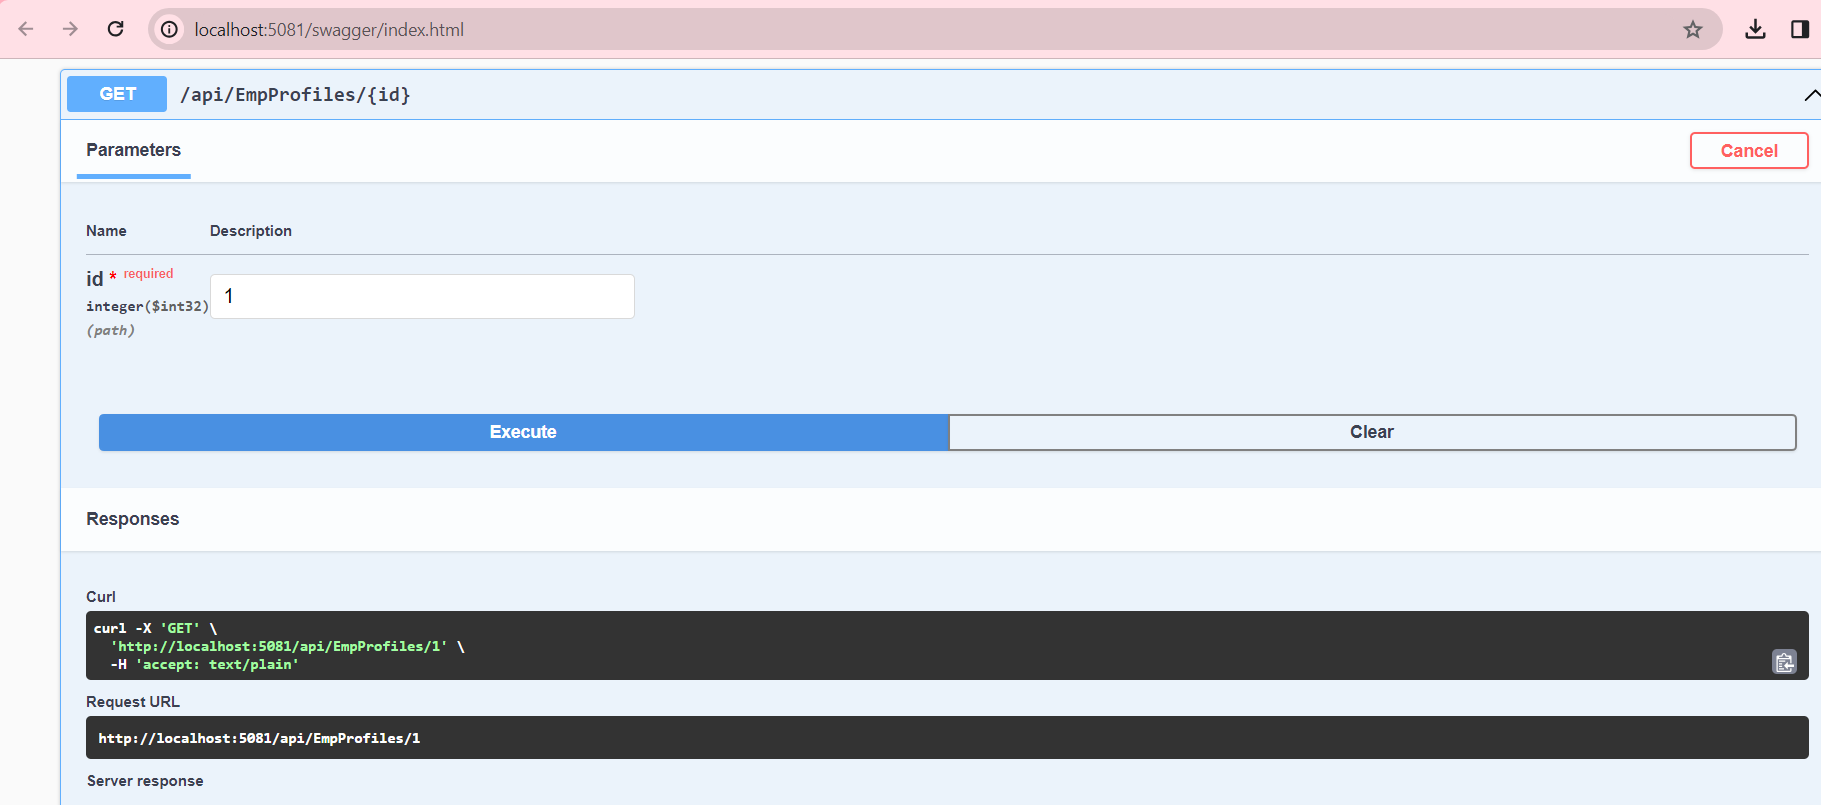 localhost:5081/swagger/index.html
GET /api/EmpProfiles/{id}
Parameters
Cancel
Name Description
id * required
integer($int32)
(path)
1
Execute Clear
Responses
Curl
curl -X 'GET' \
  'http://localhost:5081/api/EmpProfiles/1' \
  -H 'accept: text/plain'
Request URL
http://localhost:5081/api/EmpProfiles/1
Server response